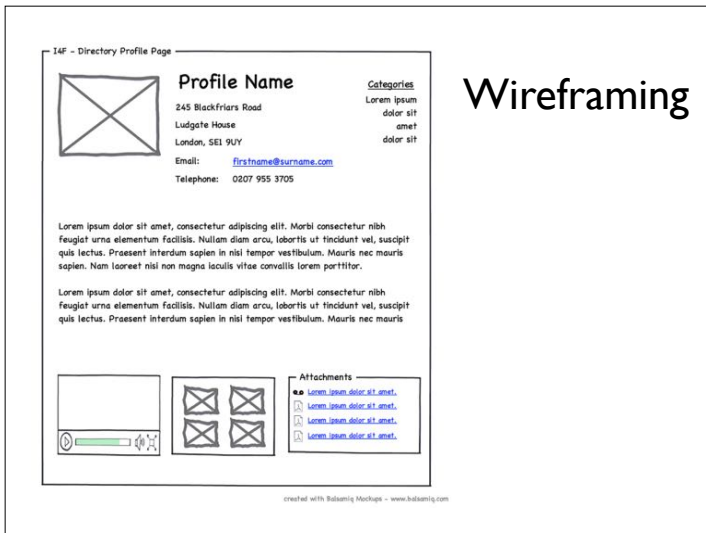 I4F - Directory Profile Page
Wireframing
Profile Name
245 Blackfriars Road
Ludgate House
London, SE1 9UY
Email: firstname@surname.com
Telephone: 0207 955 3705
Categories
Lorem ipsum
dolor sit
amet
dolor sit
Lorem ipsum dolor sit amet, consectetur adipiscing elit. Morbi consectetur nibh
feugiat urna elementum facilisis. Nullam diam arcu, lobortis ut tincidunt vel, suscipit
quis lectus. Praesent interdum sapien in nisi tempor vestibulum. Mauris nec mauris
sapien. Nam laoreet nisi non magna iaculis vitae convallis lorem porttitor.
Lorem ipsum dolor sit amet, consectetur adipiscing elit. Morbi consectetur nibh
feugiat urna elementum facilisis. Nullam diam arcu, lobortis ut tincidunt vel, suscipit
quis lectus. Praesent interdum sapien in nisi tempor vestibulum. Mauris nec mauris
Attachments
Lorem ipsum dolor sit amet.
Lorem ipsum dolor sit amet.
Lorem ipsum dolor sit amet.
Lorem ipsum dolor sit amet.
created with Balsamiq Mockups - www.balsamiq.com